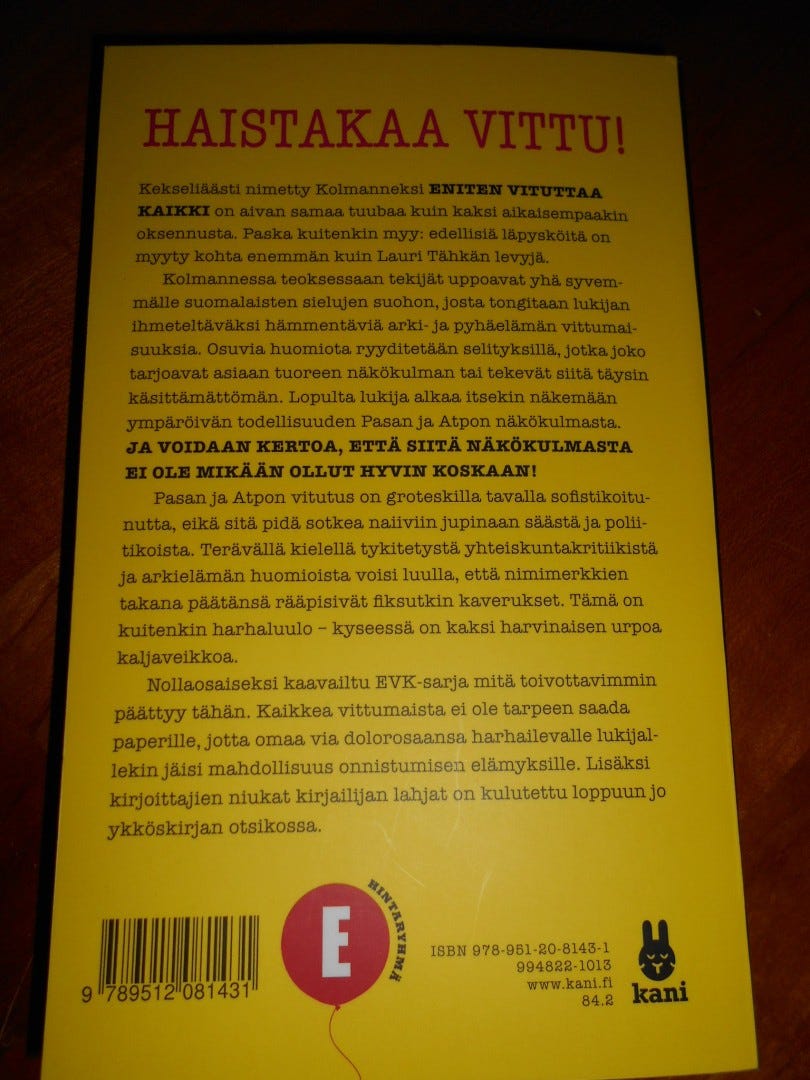 HAISTAKAA VITTU!
Kekseliäästi nimetty Kolmanneksi ENITEN VITUTTAA
KAIKKI on aivan samaa tuubaa kuin kaksi aikaisempaakin
oksennusta. Paska kuitenkin myy: edellisiä läpysköitä on
myyty kohta enemmän kuin Lauri Tähkän levyjä.
Kolmannessa teoksessaan tekijät uppoavat yhä syvem-
mälle suomalaisten sielujen suohon, josta tongitaan lukijan
ihmeteltäväksi hämmentäviä arki- ja pyhäelämän vittumai-
suuksia. Osuvia huomiota ryyditetään selityksillä, jotka joko
tarjoavat asiaan tuoreen näkökulman tai tekevät siitä täysin
käsittämättömän. Lopulta lukija alkaa itsekin näkemään
ympäröivän todellisuuden Pasan ja Atpon näkökulmasta.
JA VOIDAAN KERTOA, ETTÄ SIITÄ NÄKÖKULMASTA
EI OLE MIKÄÄN OLLUT HYVIN KOSKAAN!
Pasan ja Atpon vitutus on groteskilla tavalla sofistikoitu-
nutta, eikä sitä pidä sotkea naiiviin jupinaan säästä ja polii-
tikoista. Terävällä kielellä tykitetystä yhteiskuntakritiikistä
ja arkielämän huomioista voisi luulla, että nimimerkkien
takana päätänsä rääpisivät fiksutkin kaverukset. Tämä on
kuitenkin harhaluulo – kyseessä on kaksi harvinaisen urpoa
kaljaveikkoa.
Nollaosaiseksi kaavailtu EVK-sarja mitä toivottavimmin
päättyy tähän. Kaikkea vittumaista ei ole tarpeen saada
paperille, jotta omaa via dolorosaansa harhailevalle lukijal-
lekin jäisi mahdollisuus onnistumisen elämyksille. Lisäksi
kirjoittajien niukat kirjailijan lahjat on kulutettu loppuun jo
ykköskirjan otsikossa.
HINTARYHMÄ
E
ISBN 978-951-20-8143-1
994822-1013
www.kani.fi
84.2
kani
9 789512 081431